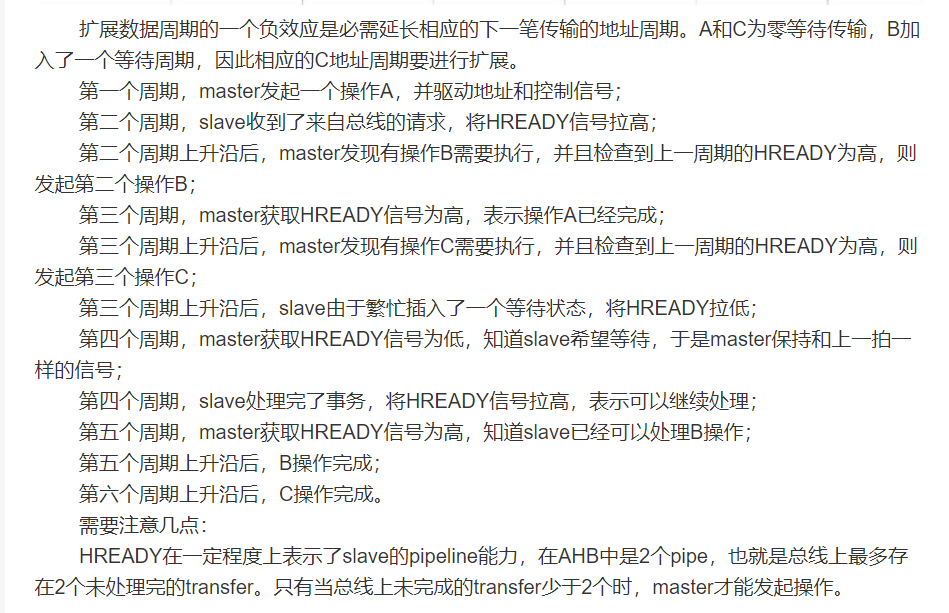 扩展数据周期的一个负效应是必需延长相应的下一笔传输的地址周期。A和C为零等待传输，B加
入了一个等待周期，因此相应的C地址周期要进行扩展。
第一个周期，master发起一个操作A，并驱动地址和控制信号；
第二个周期，slave收到了来自总线的请求，将HREADY信号拉高；
第二个周期上升沿后，master发现有操作B需要执行，并且检查到上一周期的HREADY为高，则
发起第二个操作B；
第三个周期，master获取HREADY信号为高，表示操作A已经完成；
第三个周期上升沿后，master发现有操作C需要执行，并且检查到上一周期的HREADY为高，则
发起第三个操作C；
第三个周期上升沿后，slave由于繁忙插入了一个等待状态，将HREADY拉低；
第四个周期，master获取HREADY信号为低，知道slave希望等待，于是master保持和上一拍一
样的信号；
第四个周期，slave处理完了事务，将HREADY信号拉高，表示可以继续处理；
第五个周期，master获取HREADY信号为高，知道slave已经可以处理B操作；
第五个周期上升沿后，B操作完成；
第六个周期上升沿后，C操作完成。
需要注意几点：
HREADY在一定程度上表示了slave的pipeline能力，在AHB中是2个pipe，也就是总线上最多存
在2个未处理完的transfer。只有当总线上未完成的transfer少于2个时，master才能发起操作。